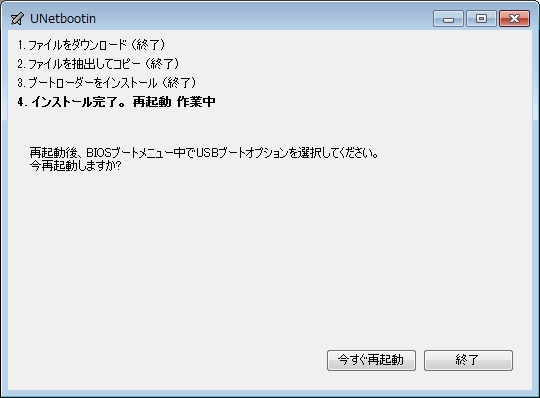 UNetbootin
1. ファイルをダウンロード (終了)
2. ファイルを抽出してコピー (終了)
3. ブートローダーをインストール (終了)
4. インストール完了。再起動 作業中
再起動後、BIOSブートメニュー中でUSBブートオプションを選択してください。
今再起動しますか?
今すぐ再起動
終了